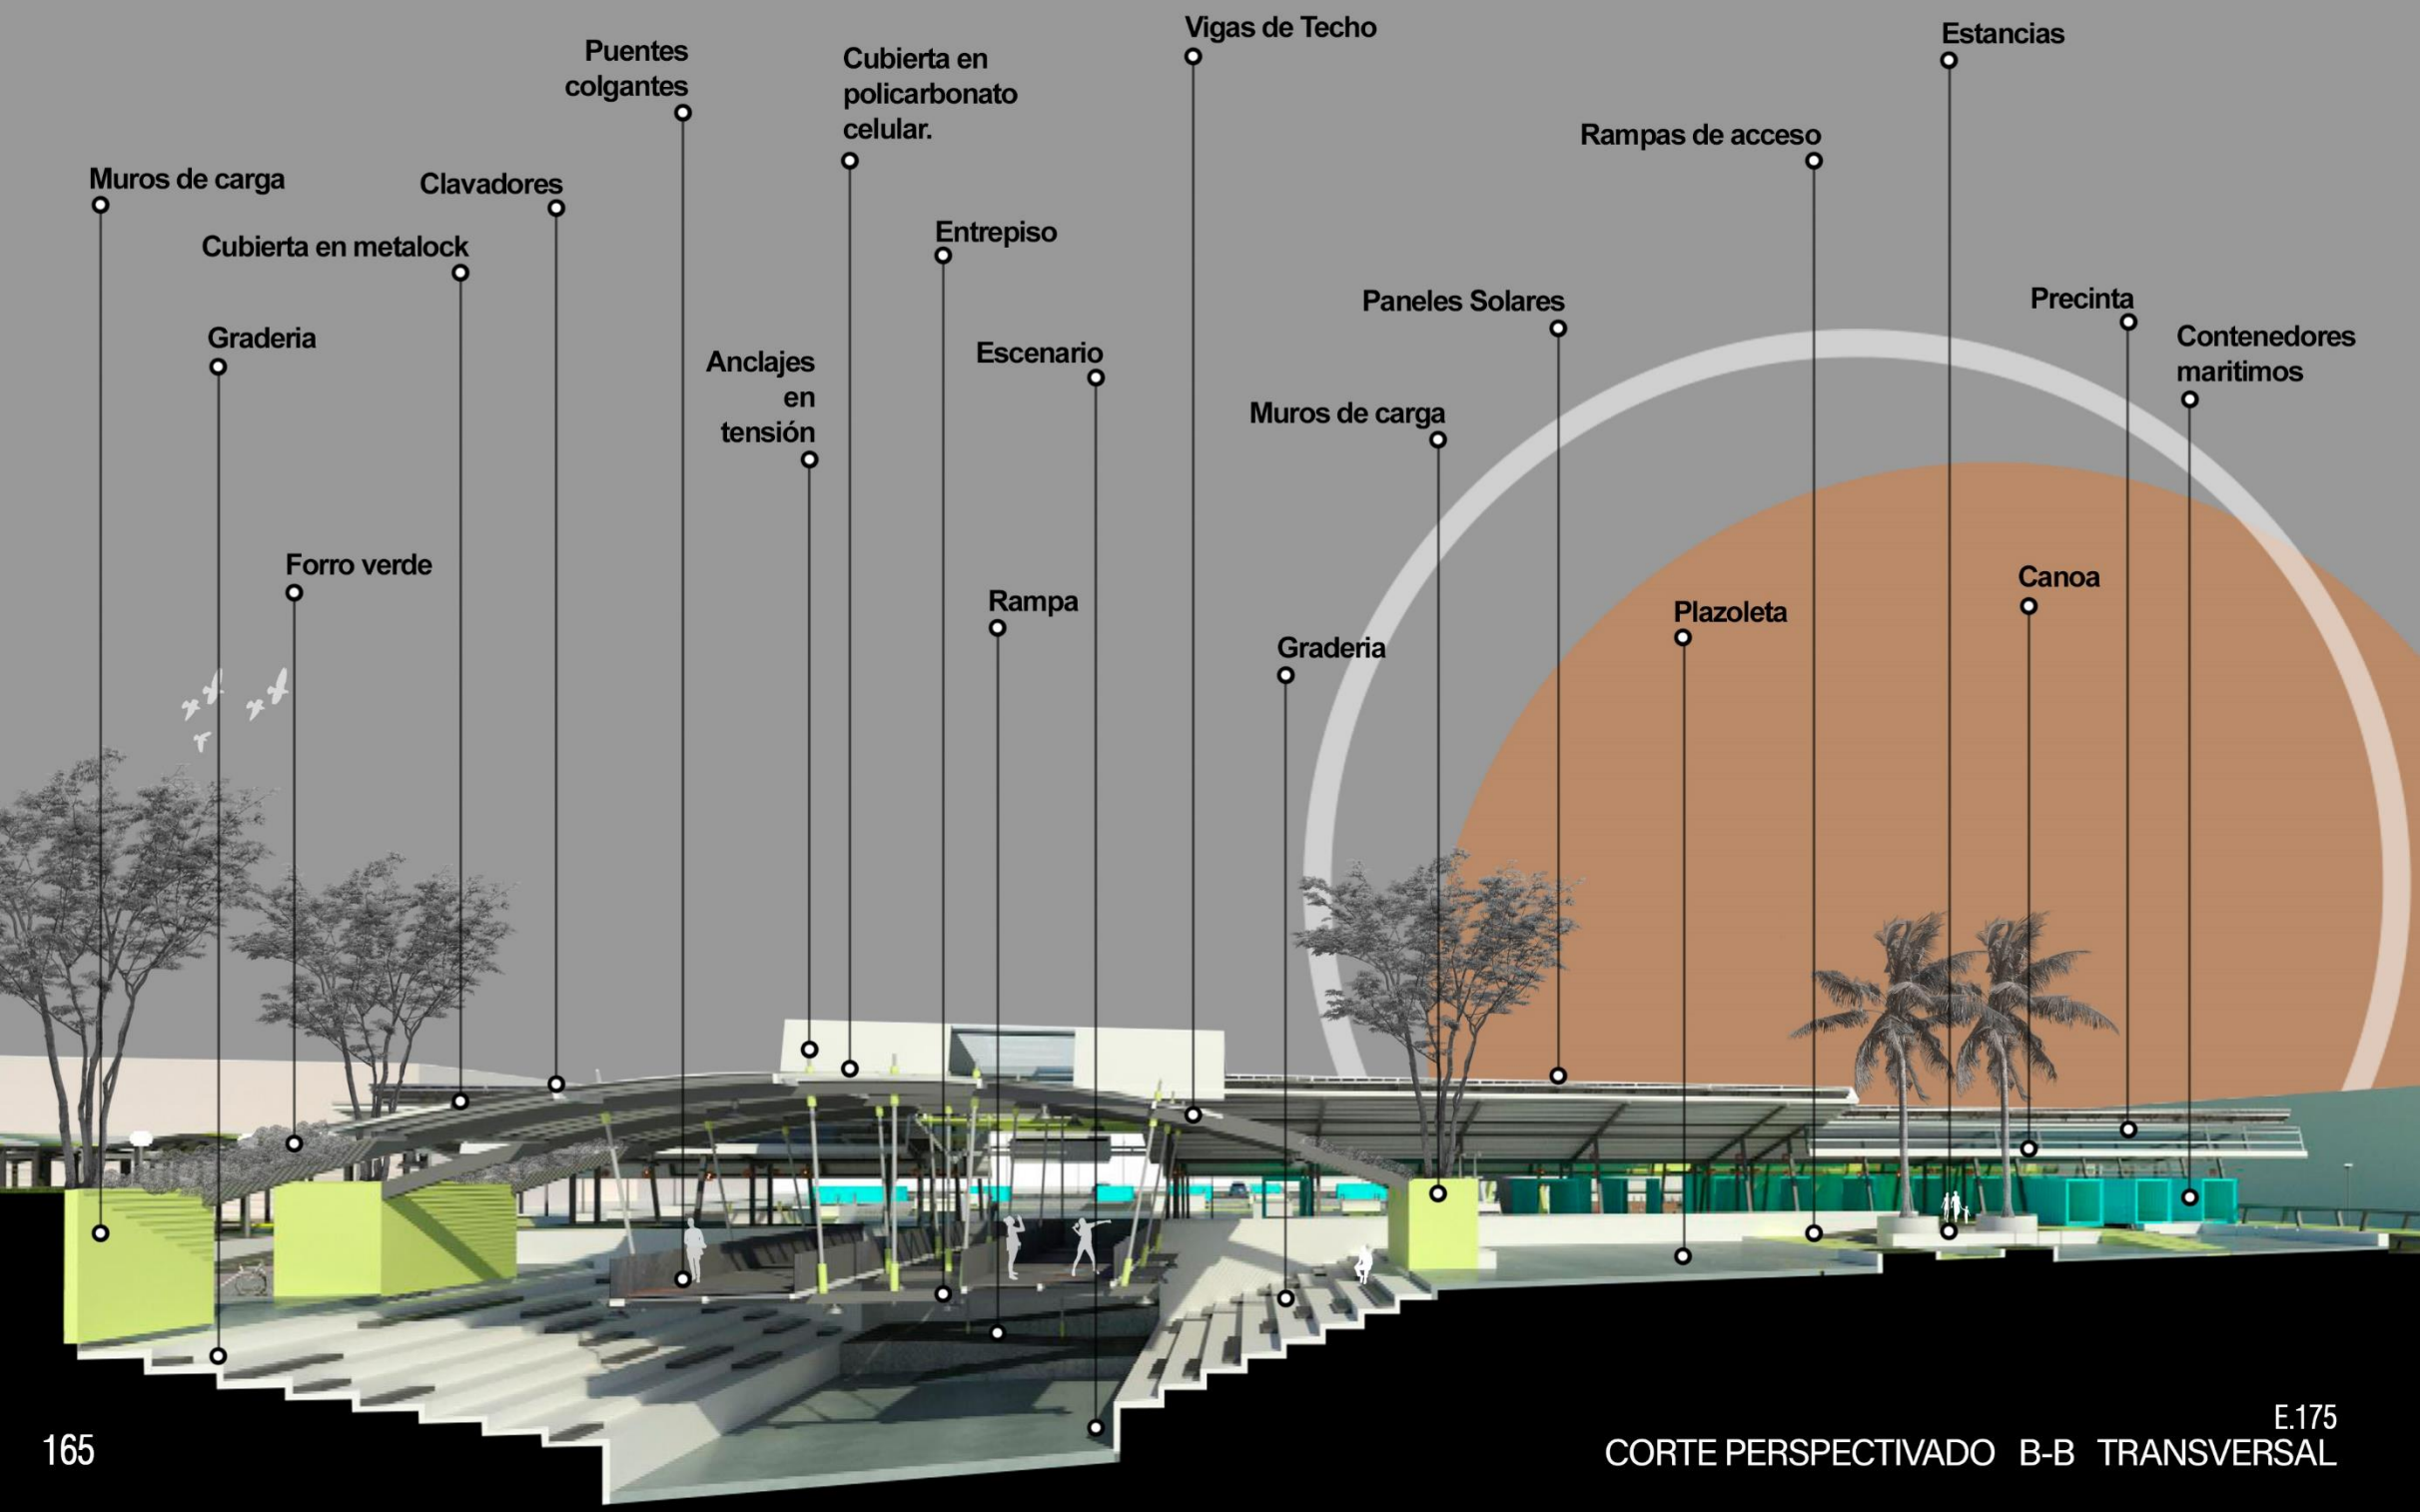 Vigas de Techo
Estancias
Puentes
colgantes
Cubierta en
policarbonato
celular.
Rampas de acceso
Muros de carga
Clavadores
Entrepiso
Cubierta en metalock
Paneles Solares
Precinta
Graderia
Contenedores
maritimos
Anclajes
en
tensión
Escenario
Muros de carga
Forro verde
Canoa
Rampa
Plazoleta
Graderia
E.175
165
CORTE PERSPECTIVADO B-B TRANSVERSAL